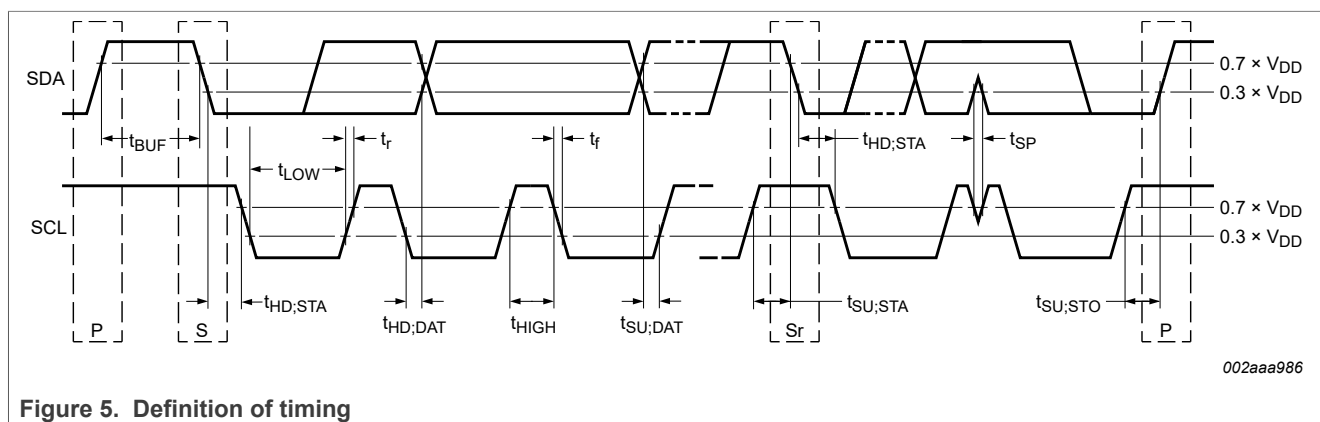 SDA
0.7 × VDD
0.3 × VDD
tBUF
tr
tf
tHD;STA
tSP
tLOW
SCL
0.7 × VDD
0.3 × VDD
tHD;STA
tHD;DAT
tHIGH
tSU;DAT
tSU;STA
tSU;STO
P
S
Sr
P
002aaa986
Figure 5. Definition of timing